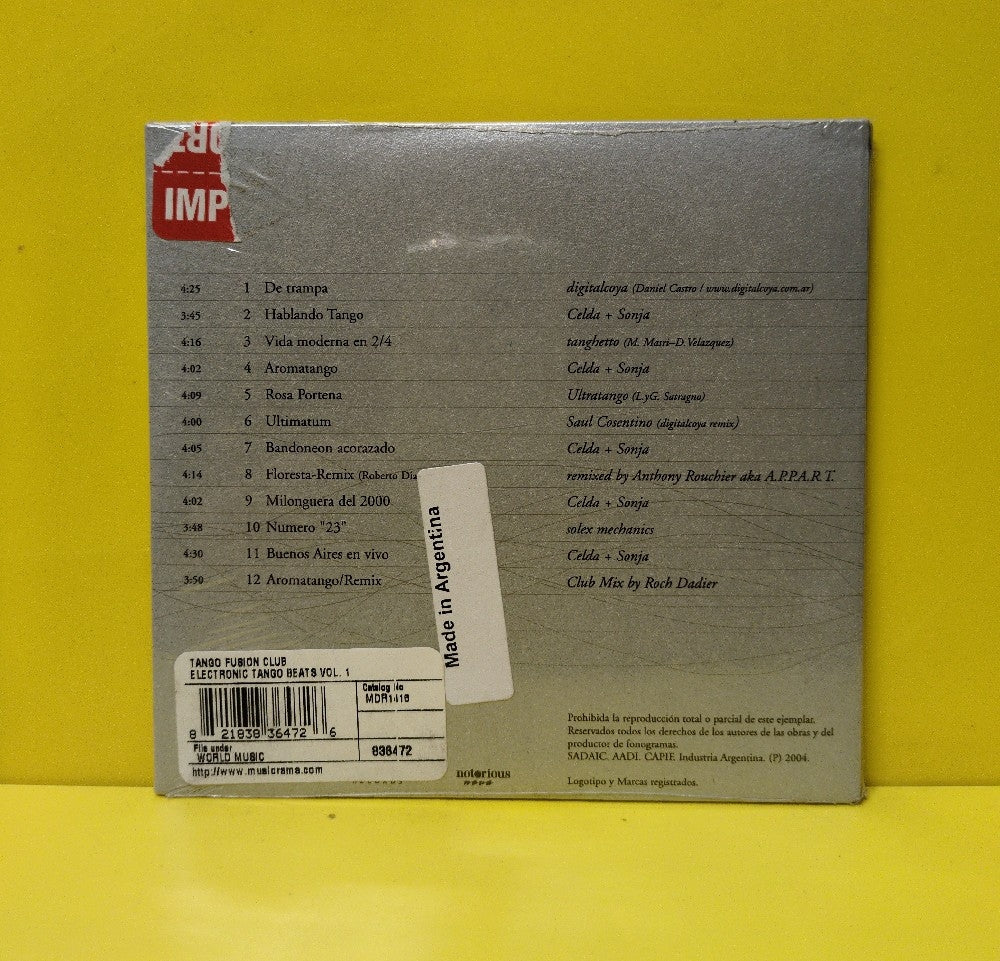 IMP
4:25 1 De trampa digitalcoya (Daniel Castro / www.digitalcoya.com.ar)
3:45 2 Hablando Tango Celda + Sonja
4:16 3 Vida moderna en 2/4 tanghetto (M. Masri–D. Velazquez)
4:02 4 Aromatango Celda + Sonja
4:09 5 Rosa Portena Ultratango (L.yG. Satragno)
4:00 6 Ultimatum Saul Cosentino (digitalcoya remix)
4:05 7 Bandoneon acorazado Celda + Sonja
4:14 8 Floresta-Remix (Roberto Dia remixed by Anthony Rouchier aka A.P.P.A.R.T.
4:02 9 Milonguera del 2000 Celda + Sonja
3:48 10 Numero "23" solex mechanics
4:30 11 Buenos Aires en vivo Celda + Sonja
3:50 12 Aromatango/Remix Club Mix by Roch Dadier
Made in Argentina
TANGO FUSION CLUB
ELECTRONIC TANGO BEATS VOL. 1
Catalog No
MDR1416
8 21838 36472 6
File under
WORLD MUSIC
836472
http://www.musicrama.com
RECORDS
notorious
Prohibida la reproducción total o parcial de este ejemplar.
Reservados todos los derechos de los autores de las obras y del
productor de fonogramas.
SADAIC. AADI. CAPIF. Industria Argentina. (P) 2004.
Logotipo y Marcas registrados.